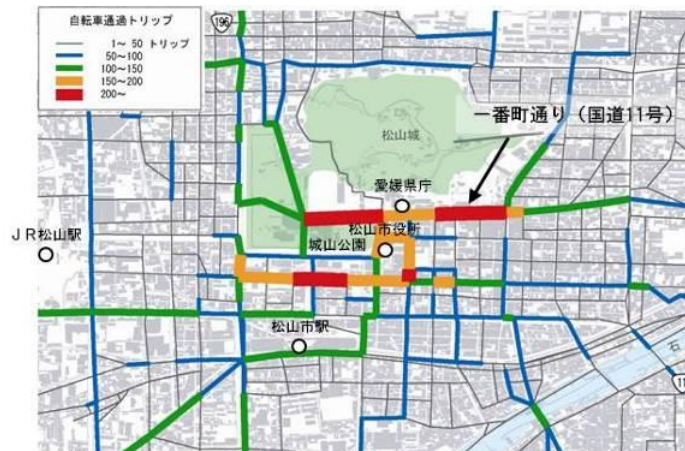 自転車通過トリップ
1~ 50 トリップ
50~100
100~150
150~200
200~
196
一番町通り（国道11号）
松山城
愛媛県庁
JR松山駅
松山市役所
城山公園
松山市駅
石
11